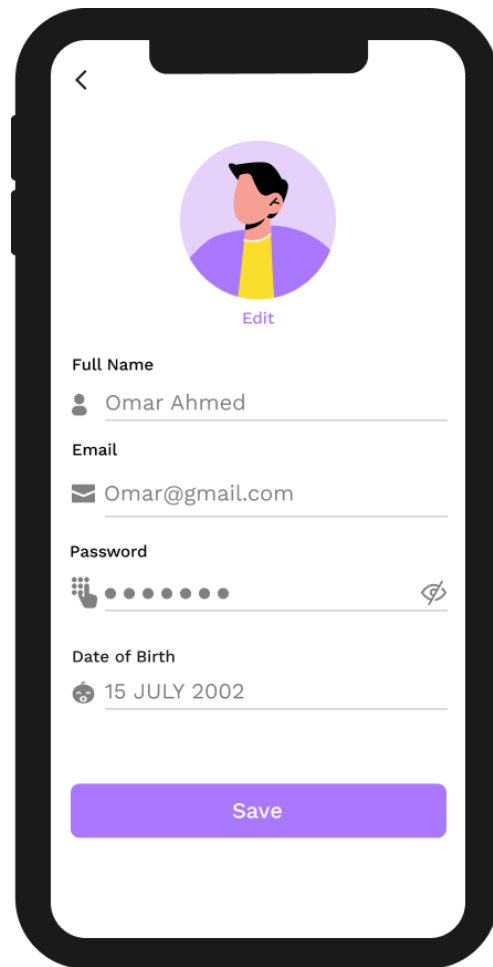 Edit
Full Name
Omar Ahmed
Email
Omar@gmail.com
Password
Date of Birth
15 JULY 2002
Save